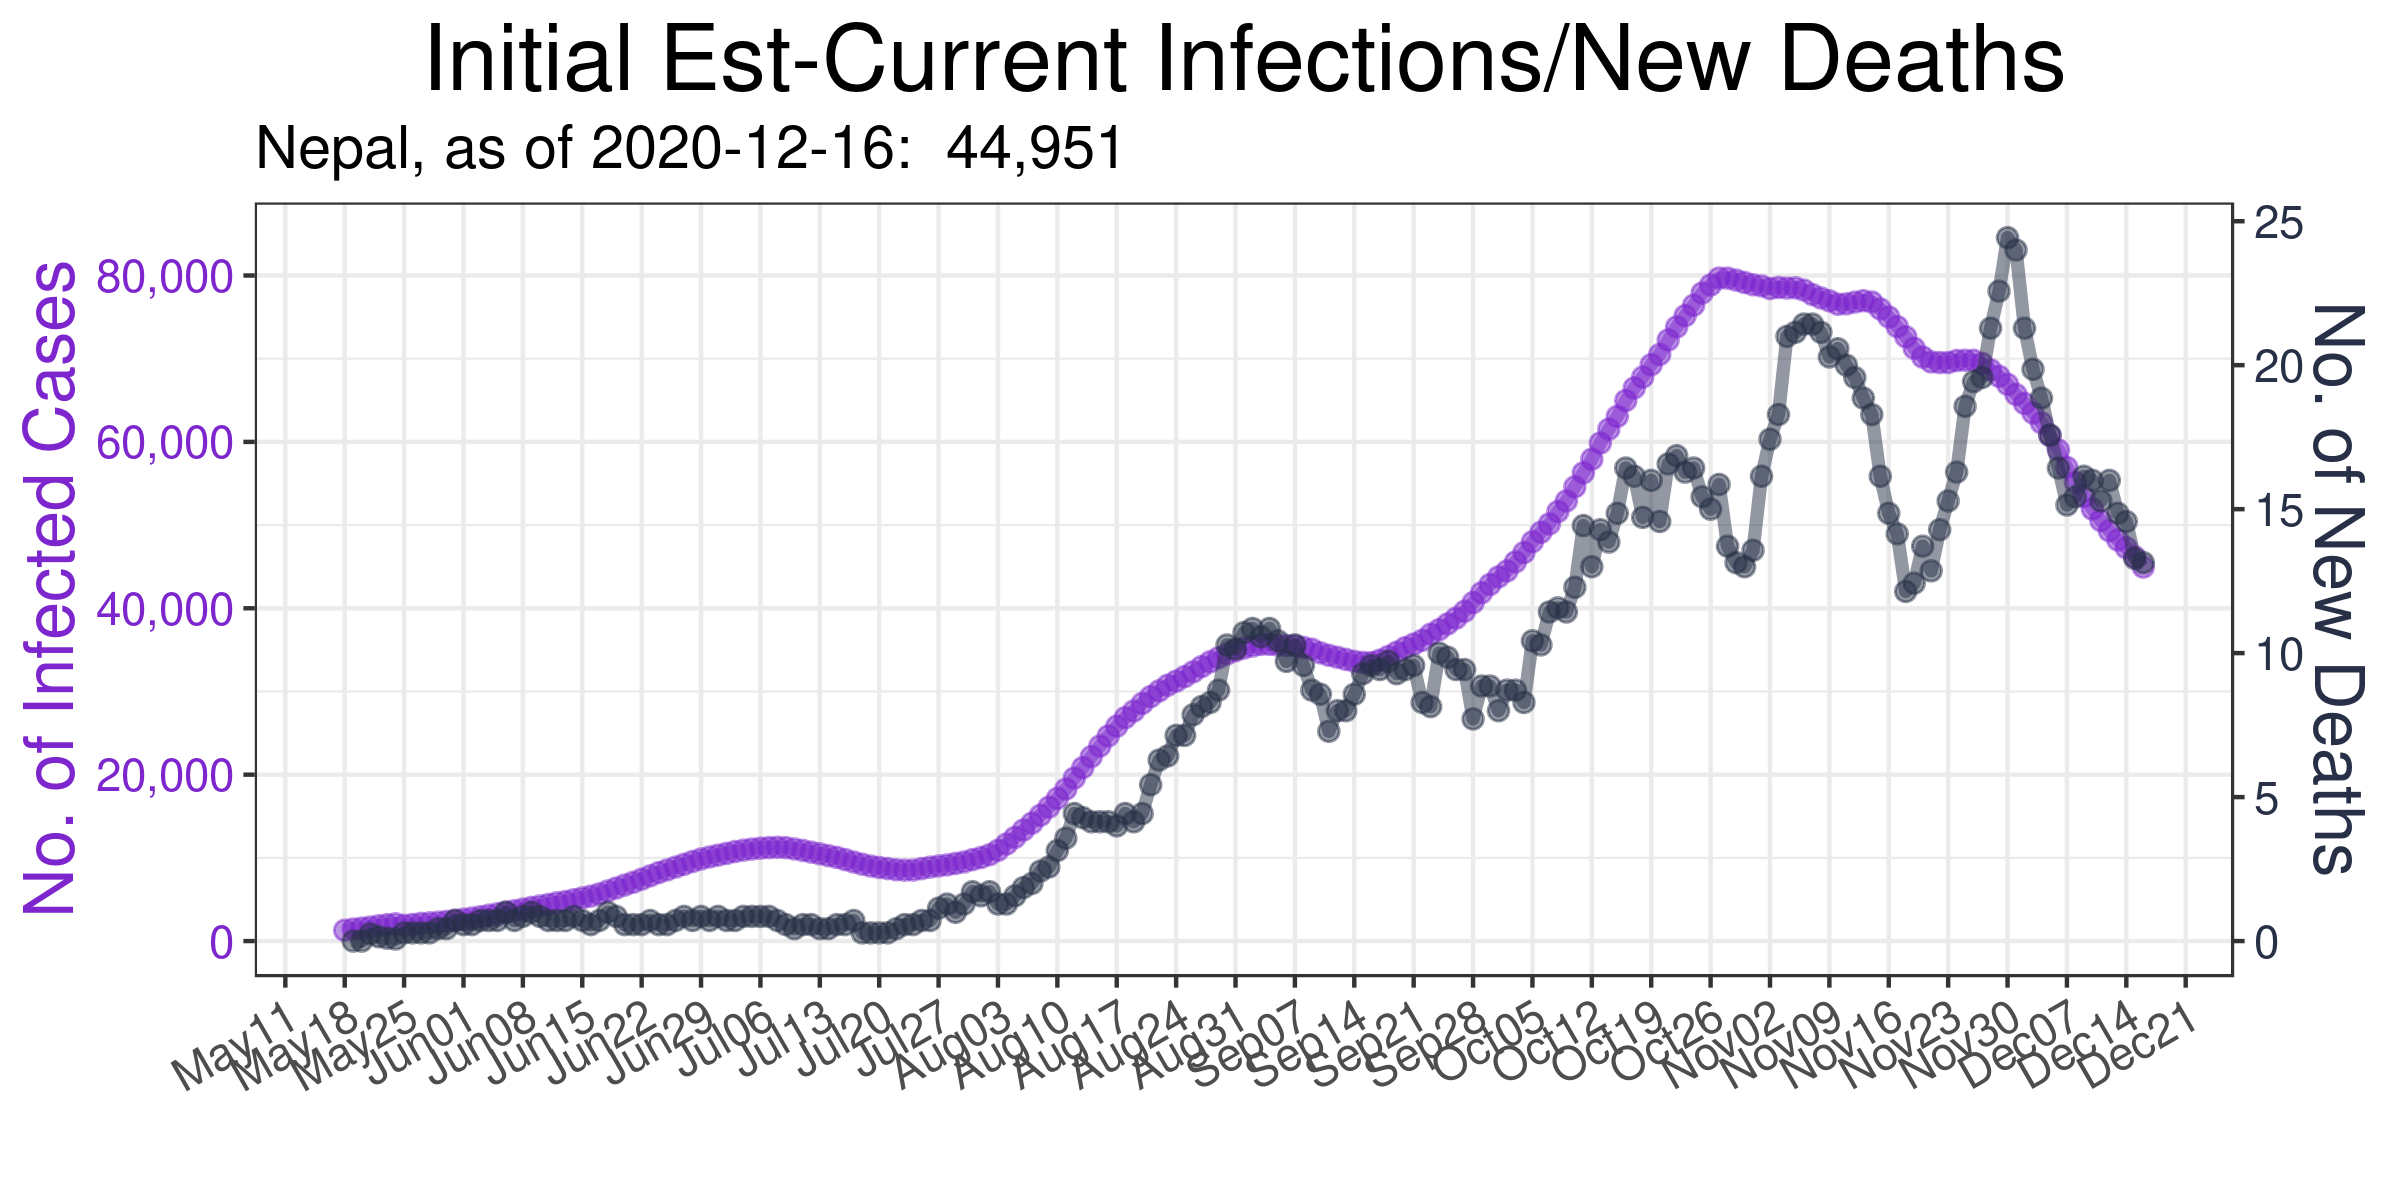 Initial Est-Current Infections/New Deaths
Nepal, as of 2020-12-16:  44,951
No. of Infected Cases
80,000
60,000
40,000
20,000
0
25
20
15
10
5
0
No. of New Deaths
May11
May18
May25
Jun01
Jun08
Jun15
Jun22
Jun29
Jul06
Jul13
Jul20
Jul27
Aug03
Aug10
Aug17
Aug24
Aug31
Sep07
Sep14
Sep21
Sep28
Oct05
Oct12
Oct19
Oct26
Nov02
Nov09
Nov16
Nov23
Nov30
Dec07
Dec14
Dec21